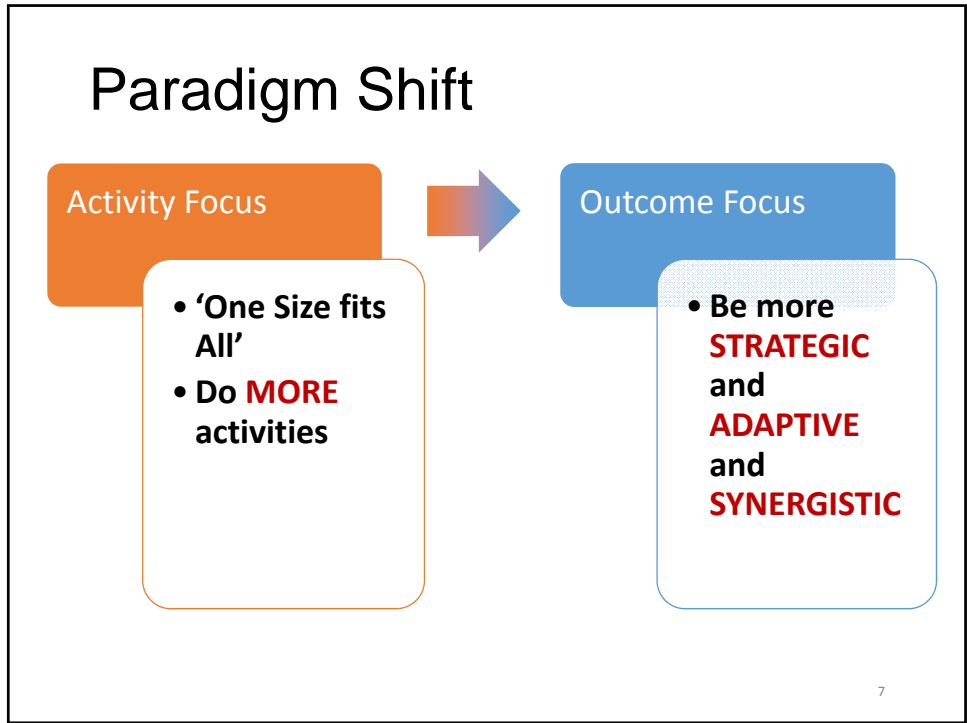 Paradigm Shift
Activity Focus
• ‘One Size fits
All’
• Do MORE
activities
Outcome Focus
• Be more
STRATEGIC
and
ADAPTIVE
and
SYNERGISTIC
7